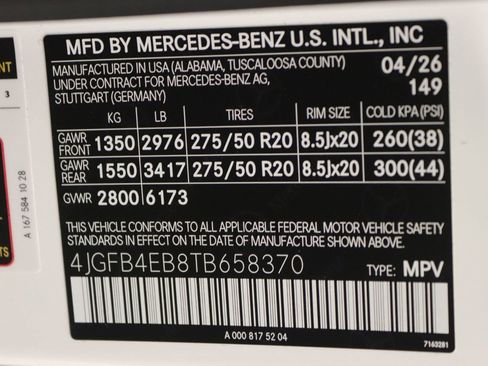 MFD BY MERCEDES-BENZ U.S. INTL., INC
MANUFACTURED IN USA (ALABAMA, TUSCALOOSA COUNTY)
UNDER CONTRACT FOR MERCEDES-BENZ AG,
STUTTGART (GERMANY)
04/26
149
KG LB TIRES RIM SIZE COLD KPA (PSI)
GAWR FRONT 1350 2976 275/50 R20 8.5Jx20 260(38)
GAWR REAR 1550 3417 275/50 R20 8.5Jx20 300(44)
GVWR 2800 6173
THIS VEHICLE CONFORMS TO ALL APPLICABLE FEDERAL MOTOR VEHICLE SAFETY
STANDARDS IN EFFECT ON THE DATE OF MANUFACTURE SHOWN ABOVE.
4JGFB4EB8TB658370 TYPE: MPV
A 000 817 52 04
7163281
A 167 584 10 28
NT
3
TS